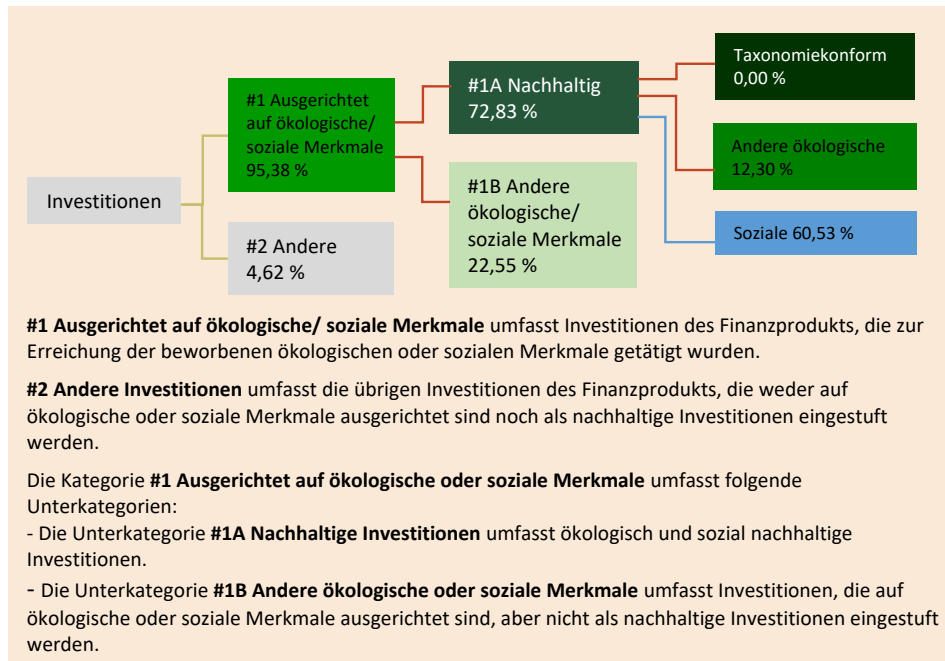 Investitionen
#1 Ausgerichtet
auf ökologische/
soziale Merkmale
95,38 %
#2 Andere
4,62 %
#1A Nachhaltig
72,83 %
#1B Andere
ökologische/
soziale Merkmale
22,55 %
Taxonomiekonform
0,00 %
Andere ökologische
12,30 %
Soziale 60,53 %
#1 Ausgerichtet auf ökologische/ soziale Merkmale umfasst Investitionen des Finanzprodukts, die zur
Erreichung der beworbenen ökologischen oder sozialen Merkmale getätigt wurden.
#2 Andere Investitionen umfasst die übrigen Investitionen des Finanzprodukts, die weder auf
ökologische oder soziale Merkmale ausgerichtet sind noch als nachhaltige Investitionen eingestuft
werden.
Die Kategorie #1 Ausgerichtet auf ökologische oder soziale Merkmale umfasst folgende
Unterkategorien:
- Die Unterkategorie #1A Nachhaltige Investitionen umfasst ökologisch und sozial nachhaltige
Investitionen.
- Die Unterkategorie #1B Andere ökologische oder soziale Merkmale umfasst Investitionen, die auf
ökologische oder soziale Merkmale ausgerichtet sind, aber nicht als nachhaltige Investitionen eingestuft
werden.